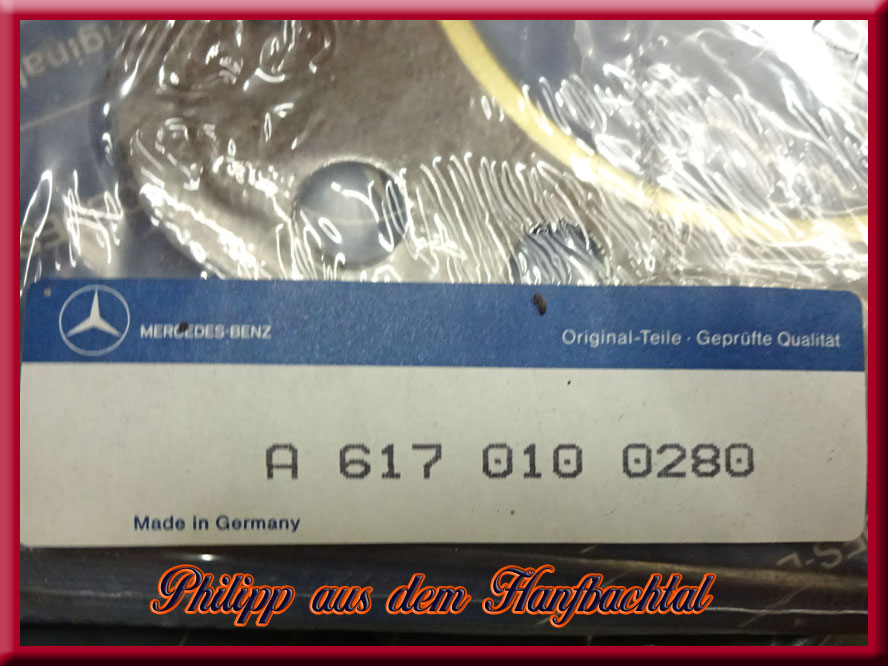 MERCEDES-BENZ
Original-Teile · Geprüfte Qualität
A 617 010 0280
Made in Germany
Philipp aus dem Hanfbachtal